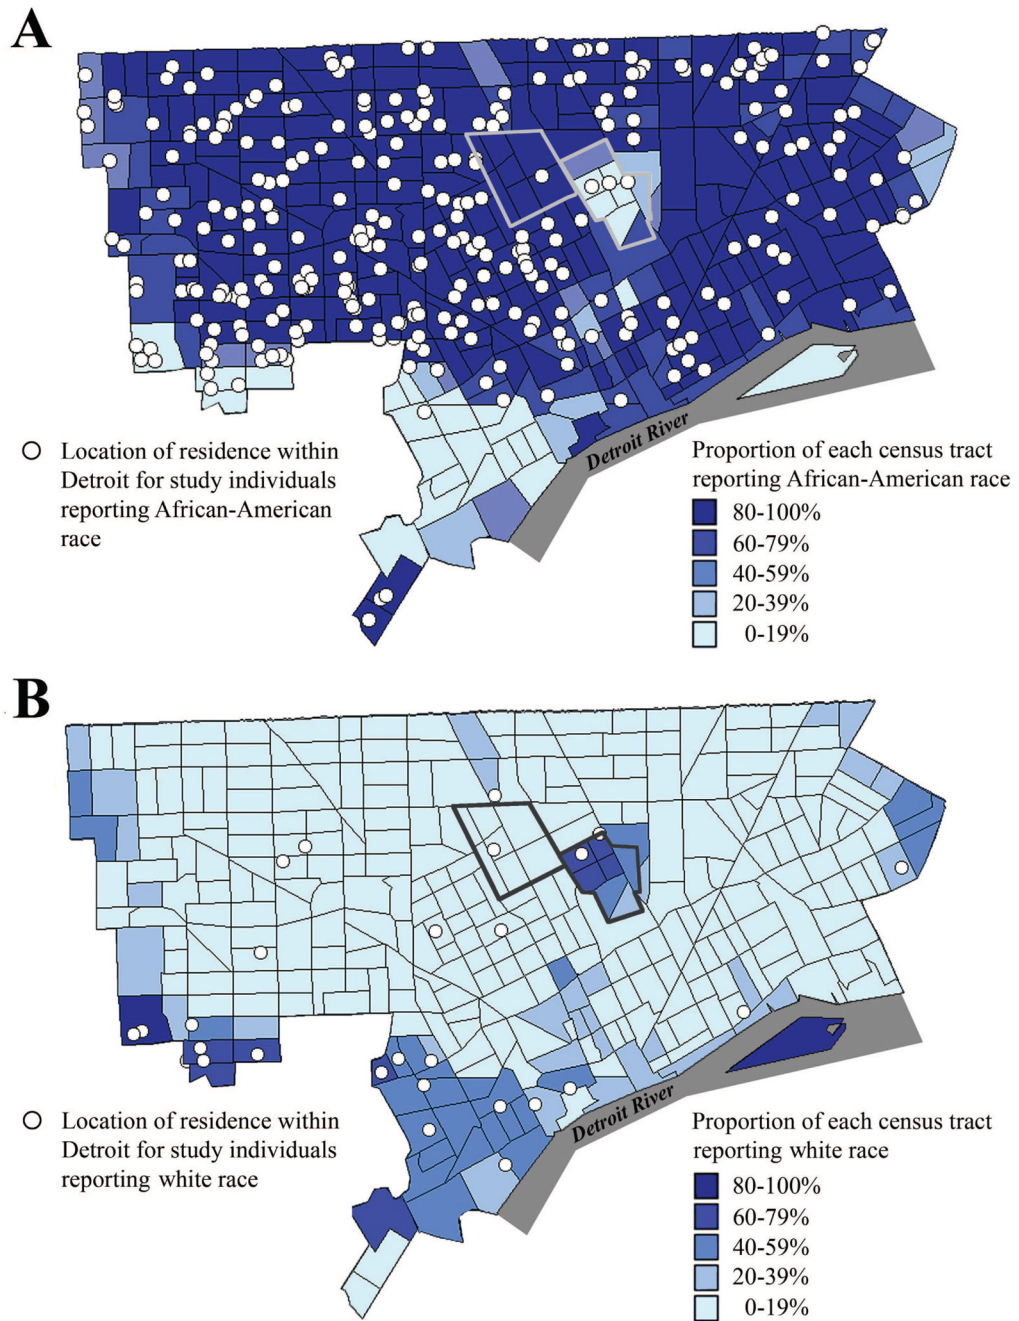 A
Detroit River
Location of residence within
Detroit for study individuals
reporting African-American
race
Proportion of each census tract
reporting African-American race
80-100%
60-79%
40-59%
20-39%
0-19%
B
Detroit River
Location of residence within
Detroit for study individuals
reporting white race
Proportion of each census tract
reporting white race
80-100%
60-79%
40-59%
20-39%
0-19%